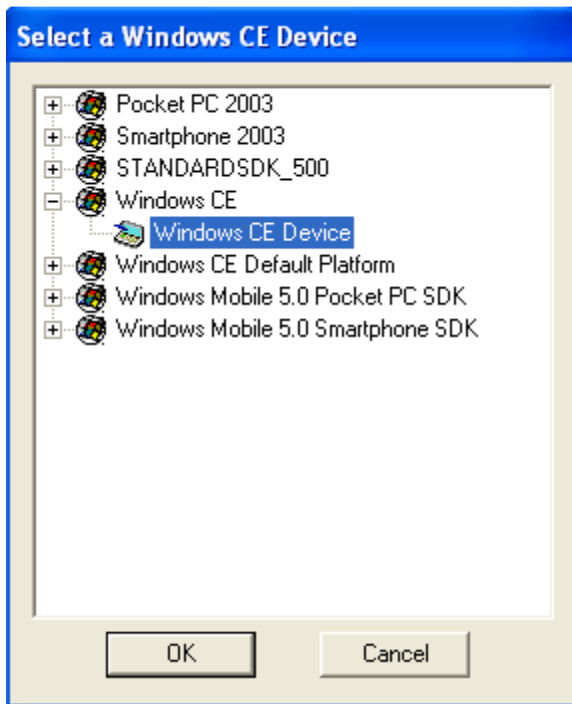 Select a Windows CE Device
Pocket PC 2003
Smartphone 2003
STANDARDSDK_500
Windows CE
Windows CE Device
Windows CE Default Platform
Windows Mobile 5.0 Pocket PC SDK
Windows Mobile 5.0 Smartphone SDK
OK
Cancel